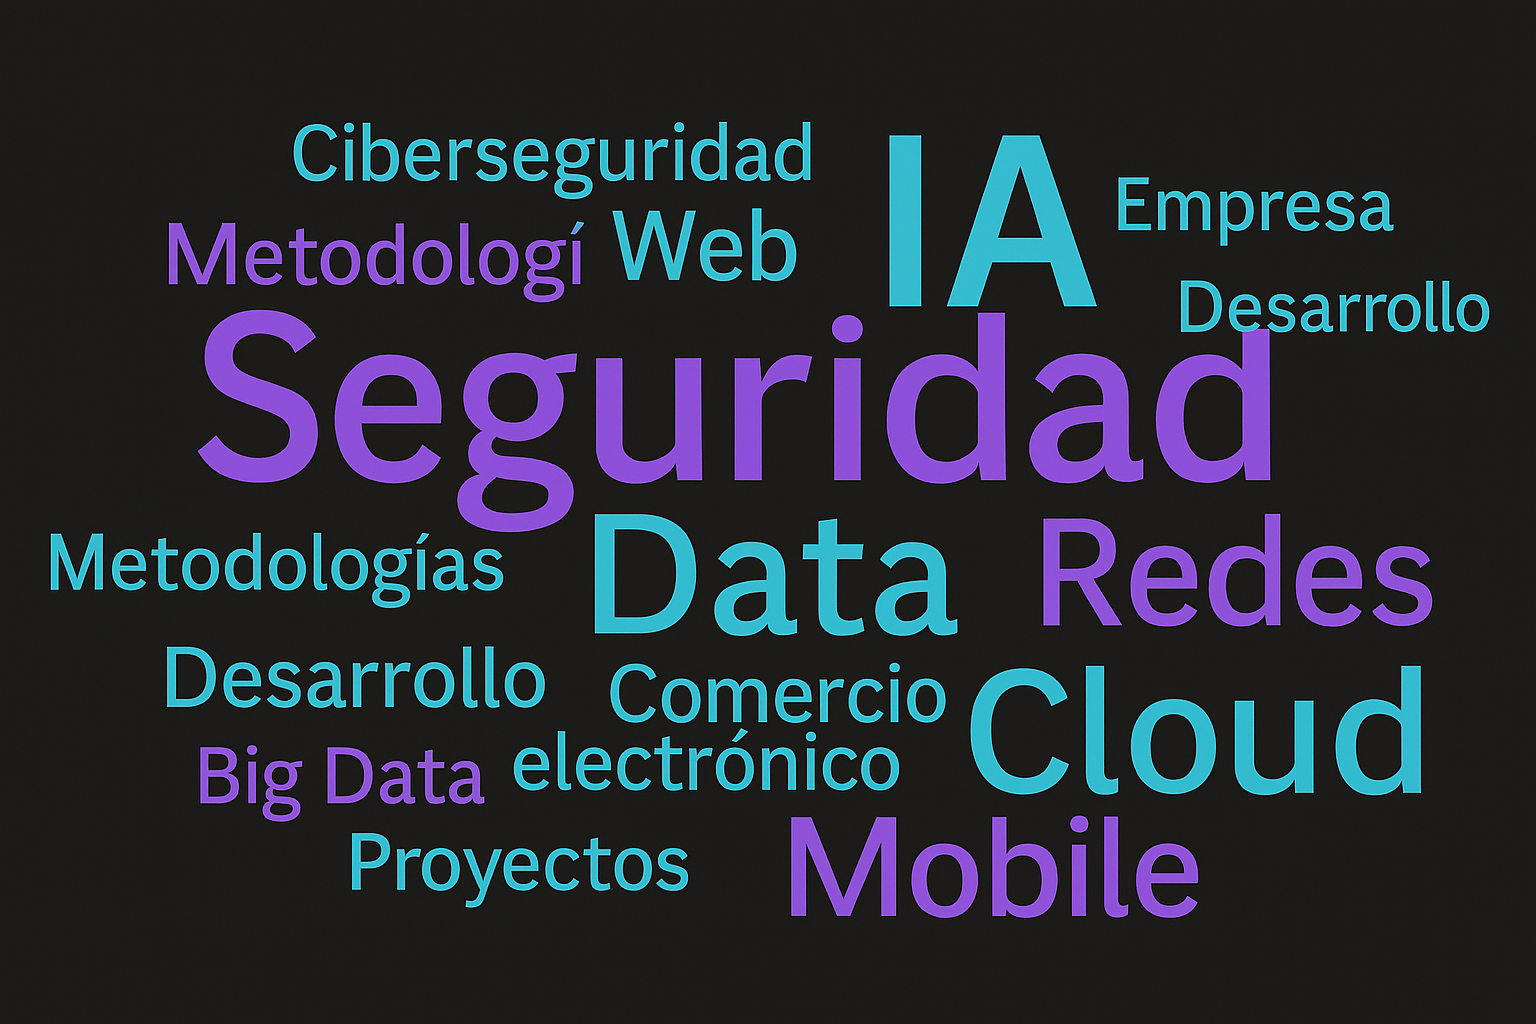 Ciberseguridad
IA
Empresa
Metodologí
Web
Desarrollo
Seguridad
Data
Redes
Metodologías
Desarrollo
Comercio
electrónico
Cloud
Big Data
Proyectos
Mobile